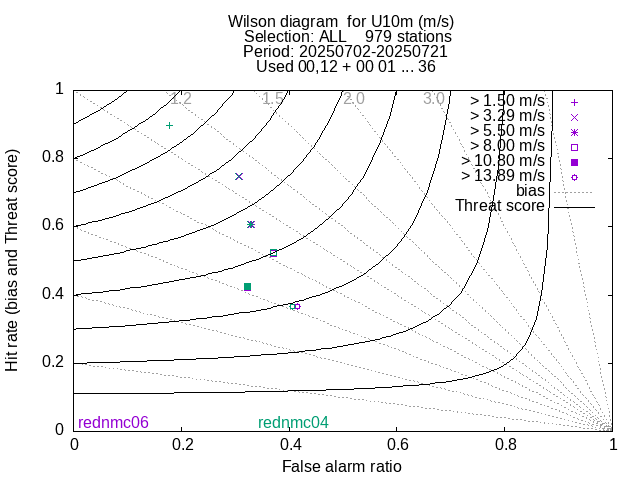 Wilson diagram  for U10m (m/s)
Selection: ALL    979 stations
Period: 20250702-20250721
Used 00,12 + 00 01 ... 36
1.2 1.5 2.0 3.0
> 1.50 m/s
> 3.29 m/s
> 5.50 m/s
> 8.00 m/s
> 10.80 m/s
> 13.89 m/s
bias
Threat score
1
0.8
0.6
0.4
0.2
0
Hit rate (bias and Threat score)
rednmc06 rednmc04
0 0.2 0.4 0.6 0.8 1
False alarm ratio